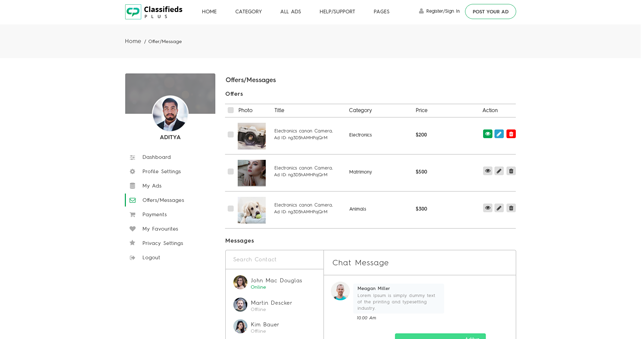 Classifieds
PLUS
HOME
CATEGORY
ALL ADS
HELP/SUPPORT
PAGES
Register/Sign In
POST YOUR AD
Home / Offer/Message
Offers/Messages
Offers
ADITYA
Dashboard
Profile Settings
My Ads
Offers/Messages
Payments
My Favourites
Privacy Settings
Logout
Photo Title Category Price Action
Electronics canon Camera.
Ad ID: ng3D5hAMHPajQrM
Electronics
$200
Electronics canon Camera.
Ad ID: ng3D5hAMHPajQrM
Matrimony
$500
Electronics canon Camera.
Ad ID: ng3D5hAMHPajQrM
Animals
$300
Messages
Search Contact
John Mac Douglas
Online
Martin Descker
Offline
Kim Bauer
Offline
Chat Message
Meagan Miller
Lorem Ipsum is simply dummy text
of the printing and typesetting
industry.
10:00 Am